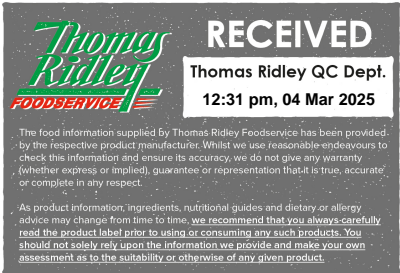 Thomas
Ridley
FOODSERVICE
RECEIVED
Thomas Ridley QC Dept.
12:31 pm, 04 Mar 2025
The food information supplied by Thomas Ridley Foodservice has been provided
by the respective product manufacturer. Whilst we use reasonable endeavours to
check this information and ensure its accuracy, we do not give any warranty
(whether express or implied), guarantee or representation that it is true, accurate
or complete in any respect.
As product information, ingredients, nutritional guides and dietary or allergy
advice may change from time to time, we recommend that you always carefully
read the product label prior to using or consuming any such products. You
should not solely rely upon the information we provide and make your own
assessment as to the suitability or otherwise of any given product.